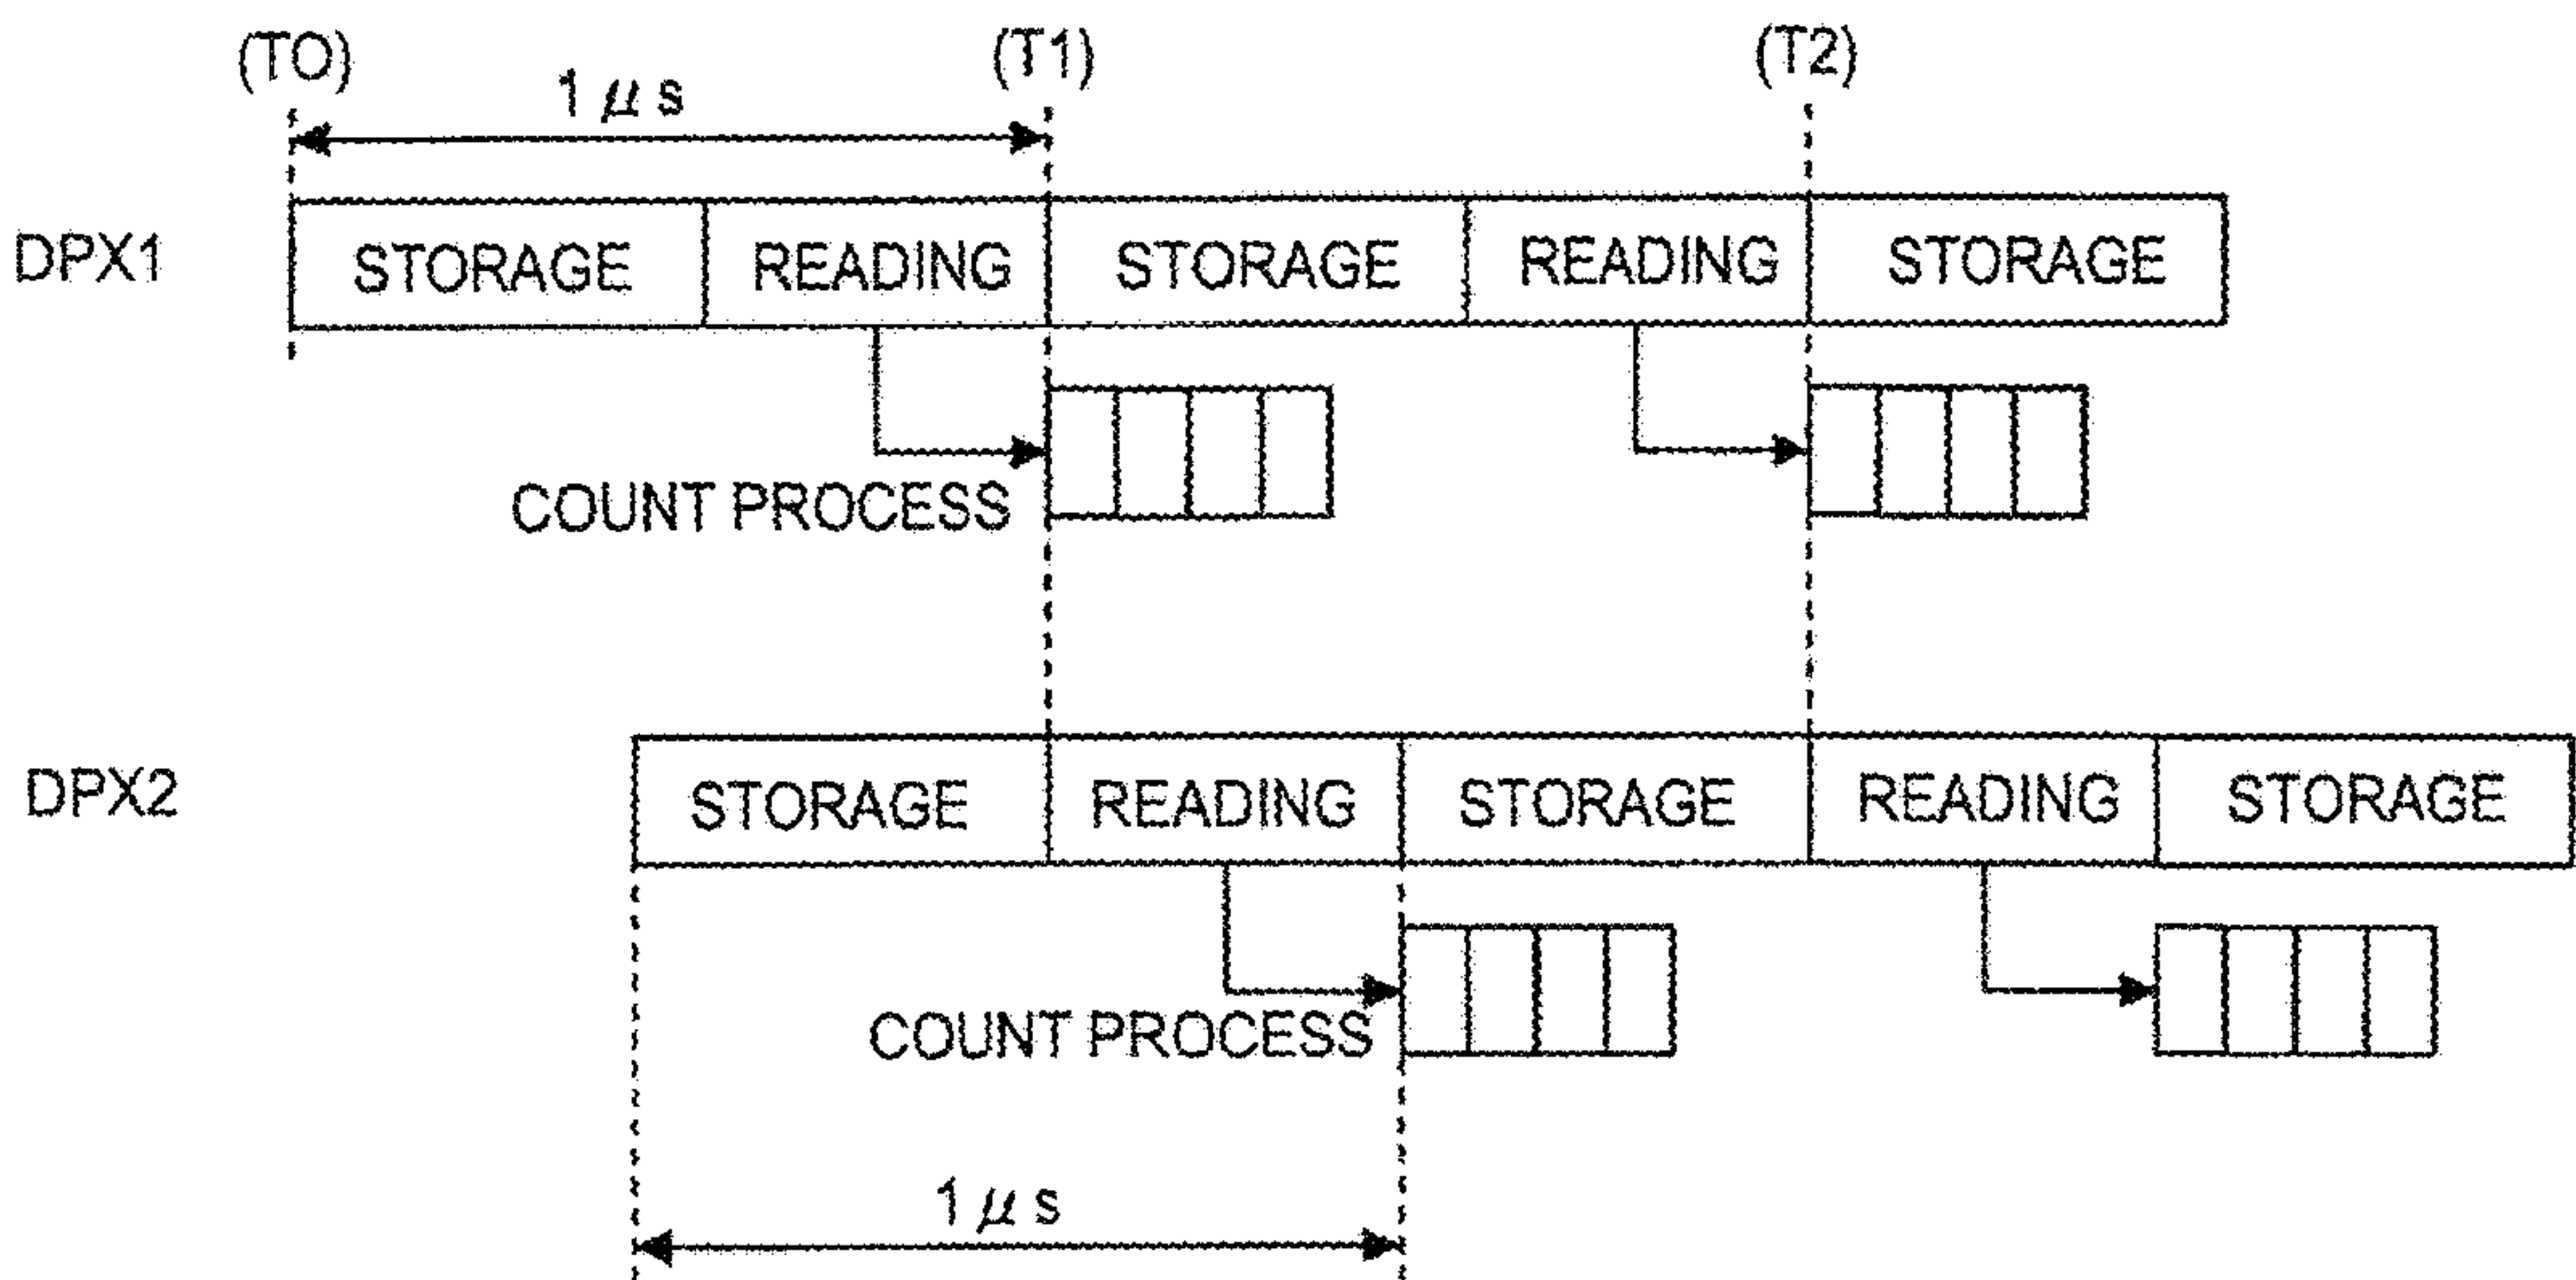 (T0) (T1) (T2)
1 μ s
DPX1 STORAGE READING STORAGE READING STORAGE
COUNT PROCESS
DPX2 STORAGE READING STORAGE READING STORAGE
COUNT PROCESS
1 μ s